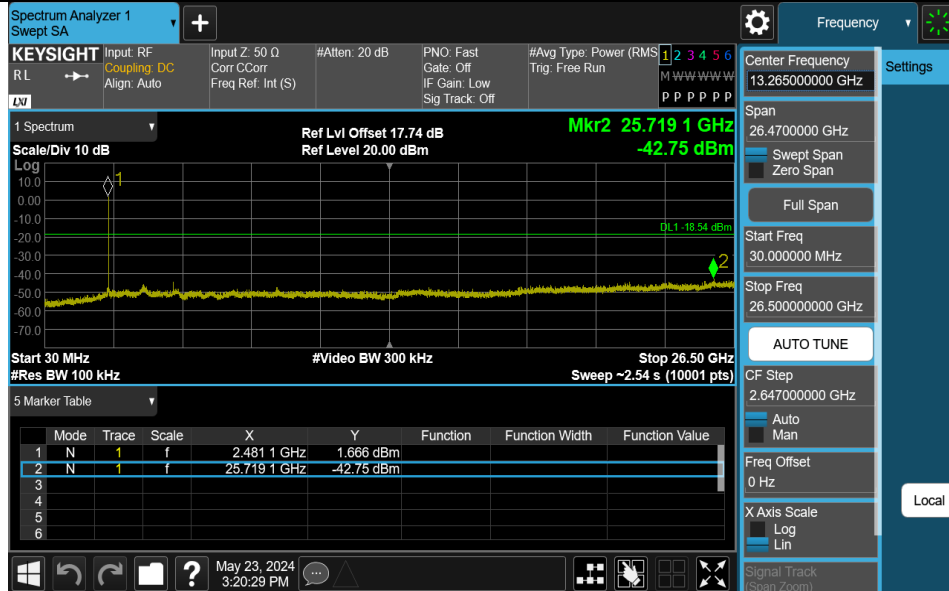 Spectrum Analyzer 1
Swept SA
+
Frequency
KEYSIGHT
RL
LXI
Input: RF
Coupling: DC
Align: Auto
Input Z: 50 Ω
Corr CCorr
Freq Ref: Int (S)
#Atten: 20 dB
PNO: Fast
Gate: Off
IF Gain: Low
Sig Track: Off
#Avg Type: Power (RMS
Trig: Free Run
1 2 3 4 5 6
M W W W W W
P P P P P P
1 Spectrum
Scale/Div 10 dB
Ref Lvl Offset 17.74 dB
Ref Level 20.00 dBm
Mkr2 25.719 1 GHz
-42.75 dBm
Log
10.0
0.00
-10.0
-20.0
-30.0
-40.0
-50.0
-60.0
-70.0
1
DL1 -18.54 dBm
2
Start 30 MHz
#Res BW 100 kHz
#Video BW 300 kHz
Stop 26.50 GHz
Sweep ~2.54 s (10001 pts)
5 Marker Table
Mode Trace Scale X Y Function Function Width Function Value
1 N 1 f 2.481 1 GHz 1.666 dBm
2 N 1 f 25.719 1 GHz -42.75 dBm
3
4
5
6
May 23, 2024
3:20:29 PM
Center Frequency
13.265000000 GHz
Span
26.4700000 GHz
Swept Span
Zero Span
Full Span
Start Freq
30.000000 MHz
Stop Freq
26.500000000 GHz
AUTO TUNE
CF Step
2.647000000 GHz
Auto
Man
Freq Offset
0 Hz
X Axis Scale
Log
Lin
Signal Track
(Span Zoom)
Settings
Local